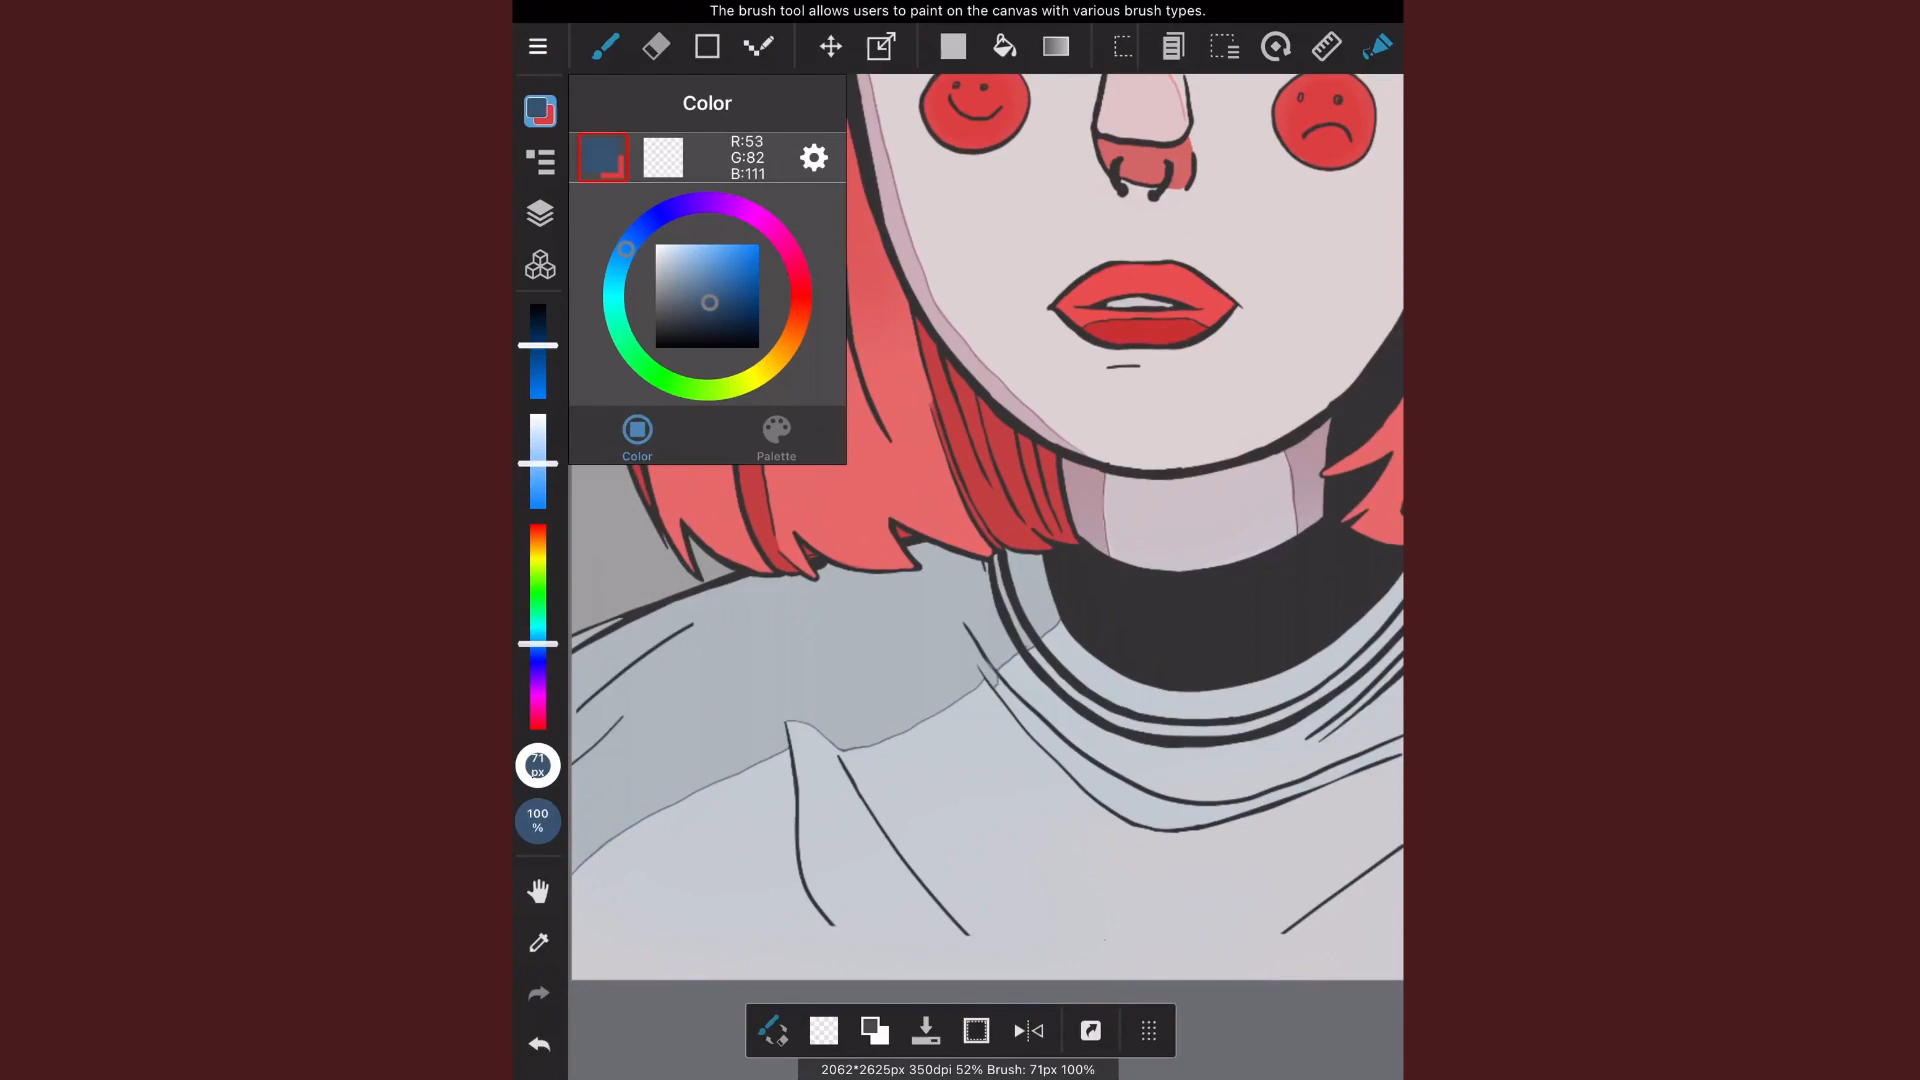 The brush tool allows users to paint on the canvas with various brush types.
Color
R:53
G:82
B:111
Color
Palette
71
px
100
%
2062*2625px 350dpi 52% Brush: 71px 100%